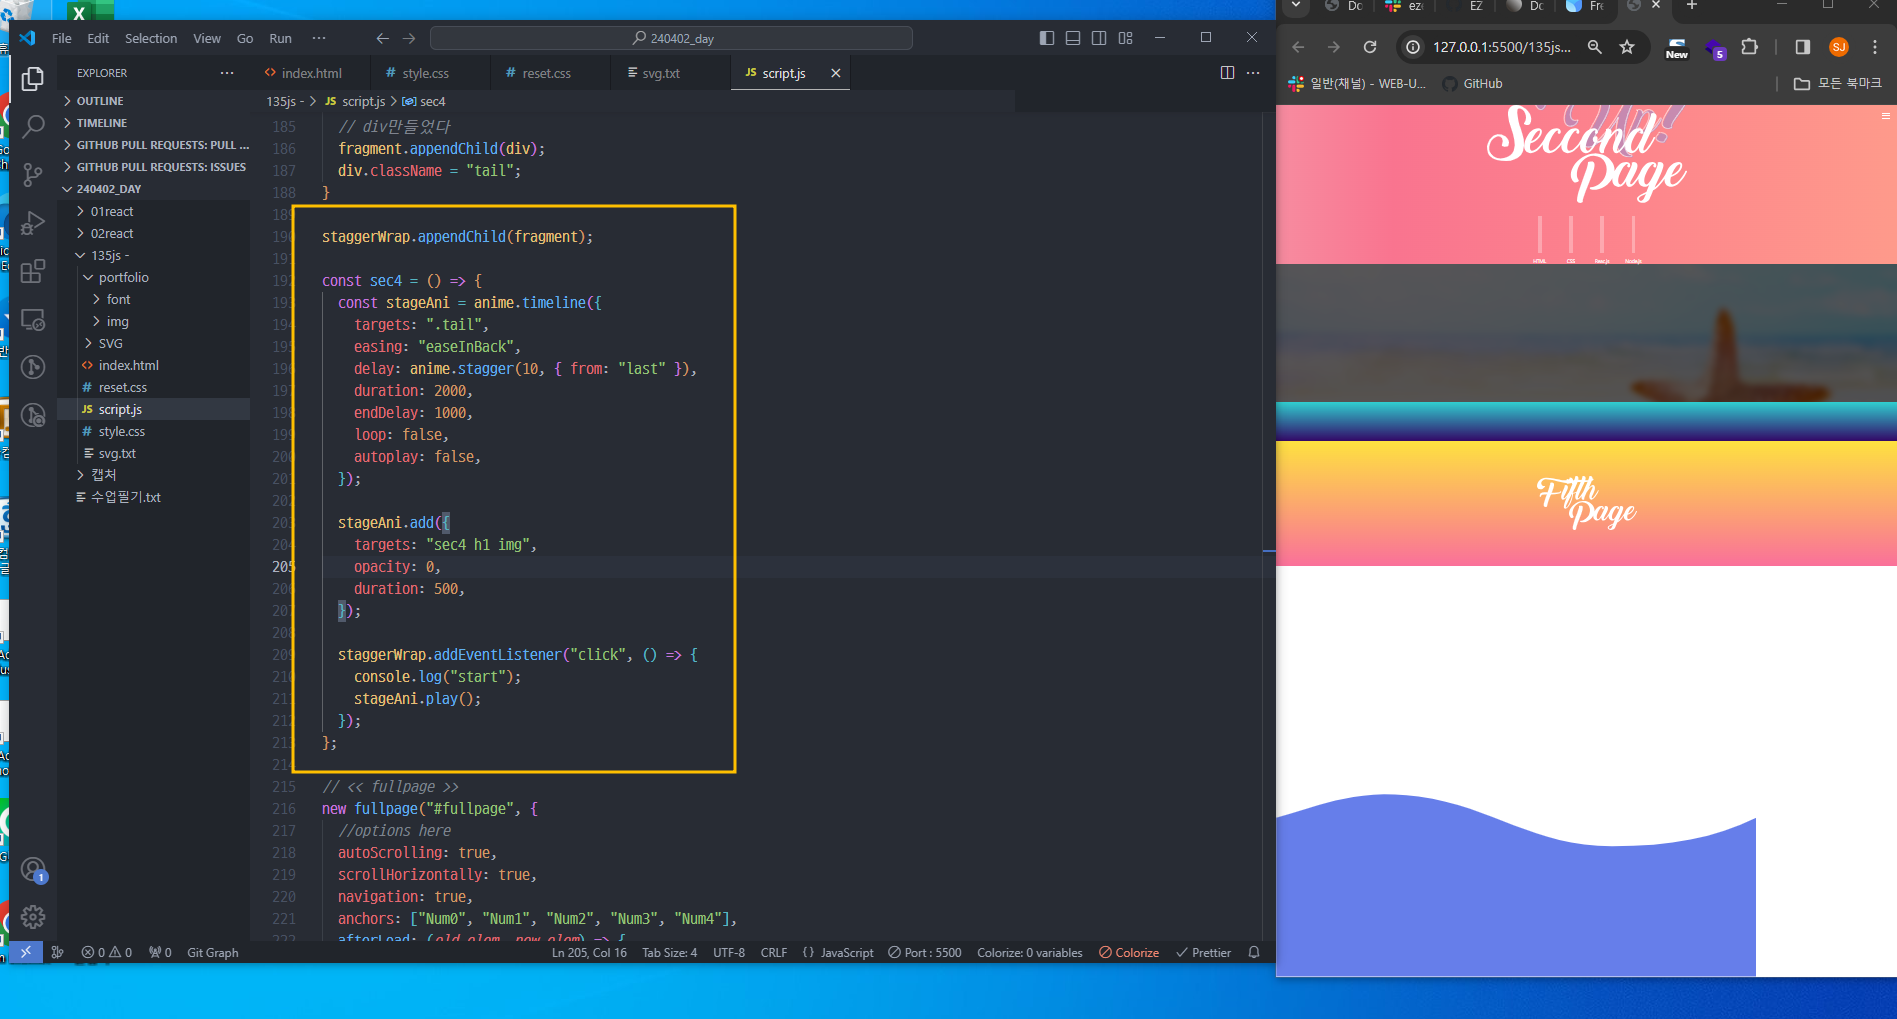 File Edit Selection View Go Run ··· 240402_day
EXPLORER ···
OUTLINE
TIMELINE
GITHUB PULL REQUESTS: PULL ...
GITHUB PULL REQUESTS: ISSUES
240402_DAY
01react
02react
135js -
portfolio
font
img
SVG
index.html
reset.css
script.js
style.css
svg.txt
캡처
수업필기.txt
index.html style.css reset.css svg.txt JS script.js
135js - > JS script.js > sec4
185 // div만들었다
186 fragment.appendChild(div);
187 div.className = "tail";
188 }
189
190 staggerWrap.appendChild(fragment);
191
192 const sec4 = () => {
193 const stageAni = anime.timeline({
194 targets: ".tail",
195 easing: "easeInBack",
196 delay: anime.stagger(10, { from: "last" }),
197 duration: 2000,
198 endDelay: 1000,
199 loop: false,
200 autoplay: false,
201 });
202
203 stageAni.add({
204 targets: "sec4 h1 img",
205 opacity: 0,
206 duration: 500,
207 });
208
209 staggerWrap.addEventListener("click", () => {
210 console.log("start");
211 stageAni.play();
212 });
213 };
214
215 // << fullpage >>
216 new fullpage("#fullpage", {
217 //options here
218 autoScrolling: true,
219 scrollHorizontally: true,
220 navigation: true,
221 anchors: ["Num0", "Num1", "Num2", "Num3", "Num4"],
0 0 0 Git Graph Ln 205, Col 16 Tab Size: 4 UTF-8 CRLF {} JavaScript Port : 5500 Colorize: 0 variables Colorize Prettier
127.0.0.1:5500/135js... New 5 SJ
일반(채널) - WEB-U... GitHub 모든 북마크
Seccond
Page
HTML CSS React.js Node.js
Fifth
Page